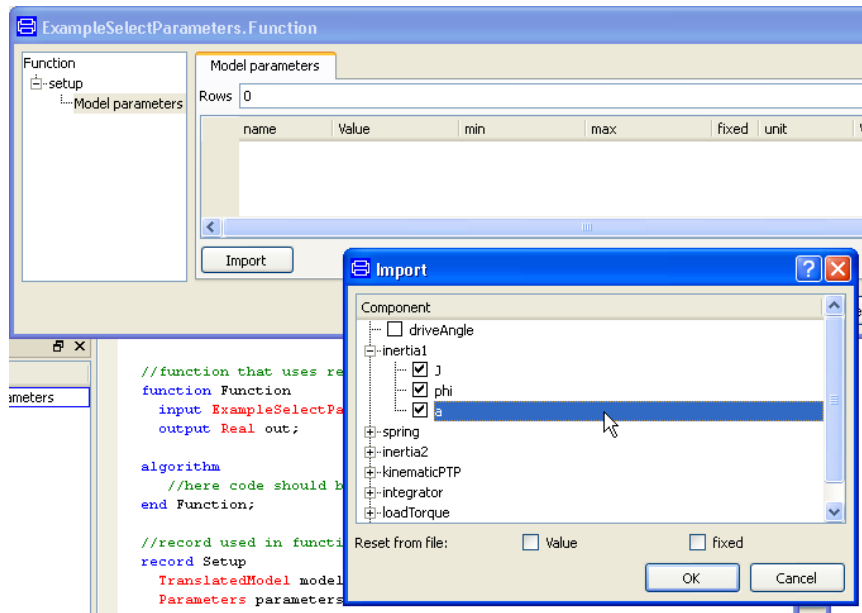 ExampleSelectParameters.Function
Function
setup
Model parameters
Model parameters
Rows 0
name Value min max fixed unit
Import
Import
Component
driveAngle
inertia1
J
phi
a
spring
inertia2
kinematicPTP
integrator
loadTorque
Reset from file: Value fixed
OK Cancel
ameters
//function that uses re
function Function
input ExampleSelectPa
output Real out;
algorithm
//here code should b
end Function;
//record used in functi
record Setup
TranslatedModel model
Parameters parameters